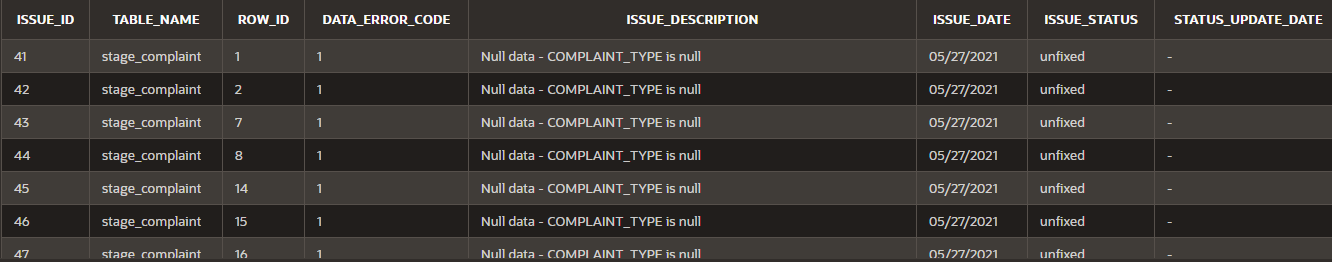 ISSUE_ID TABLE_NAME ROW_ID DATA_ERROR_CODE ISSUE_DESCRIPTION ISSUE_DATE ISSUE_STATUS STATUS_UPDATE_DATE
41 stage_complaint 1 1 Null data - COMPLAINT_TYPE is null 05/27/2021 unfixed -
42 stage_complaint 2 1 Null data - COMPLAINT_TYPE is null 05/27/2021 unfixed -
43 stage_complaint 7 1 Null data - COMPLAINT_TYPE is null 05/27/2021 unfixed -
44 stage_complaint 8 1 Null data - COMPLAINT_TYPE is null 05/27/2021 unfixed -
45 stage_complaint 14 1 Null data - COMPLAINT_TYPE is null 05/27/2021 unfixed -
46 stage_complaint 15 1 Null data - COMPLAINT_TYPE is null 05/27/2021 unfixed -
47 stage_complaint 16 1 Null data - COMPLAINT_TYPE is null 05/27/2021 unfixed -